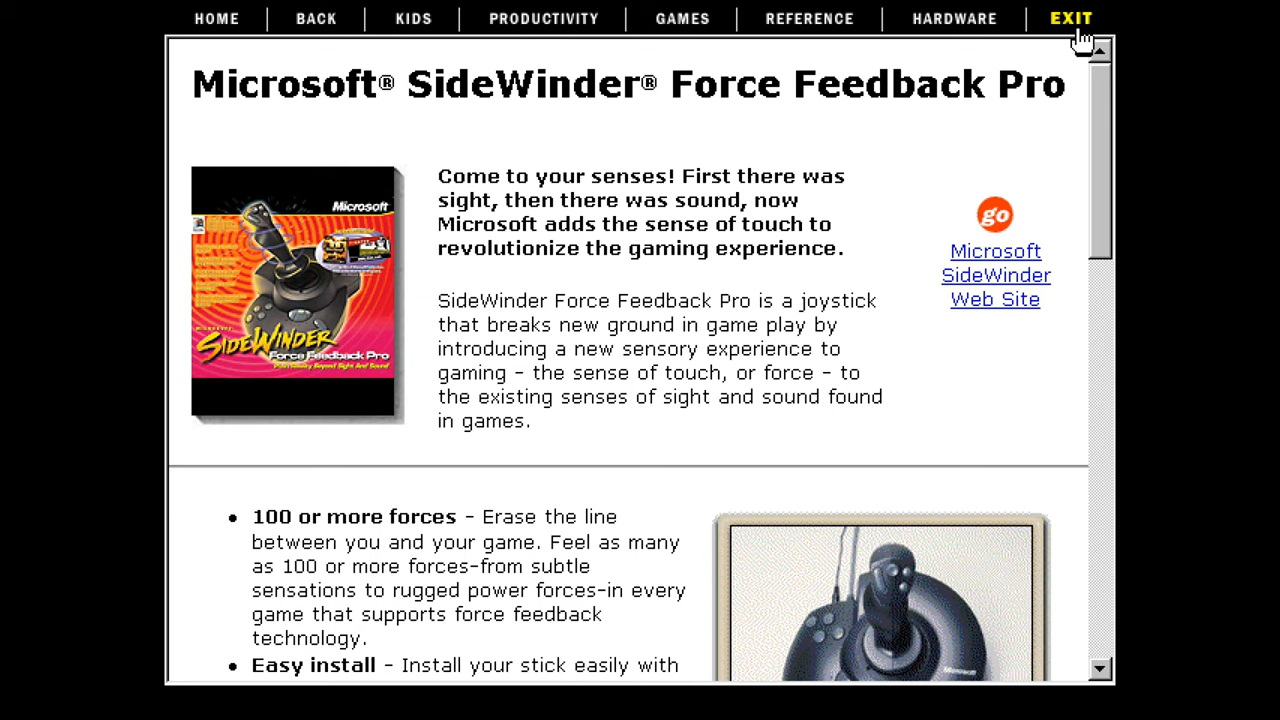 HOME BACK KIDS PRODUCTIVITY GAMES REFERENCE HARDWARE EXIT
Microsoft® SideWinder® Force Feedback Pro
Microsoft
SIDEWINDER
Force Feedback Pro
Come to your senses! First there was
sight, then there was sound, now
Microsoft adds the sense of touch to
revolutionize the gaming experience.
SideWinder Force Feedback Pro is a joystick
that breaks new ground in game play by
introducing a new sensory experience to
gaming - the sense of touch, or force - to
the existing senses of sight and sound found
in games.
go
Microsoft
SideWinder
Web Site
• 100 or more forces - Erase the line
between you and your game. Feel as many
as 100 or more forces-from subtle
sensations to rugged power forces-in every
game that supports force feedback
technology.
• Easy install - Install your stick easily with